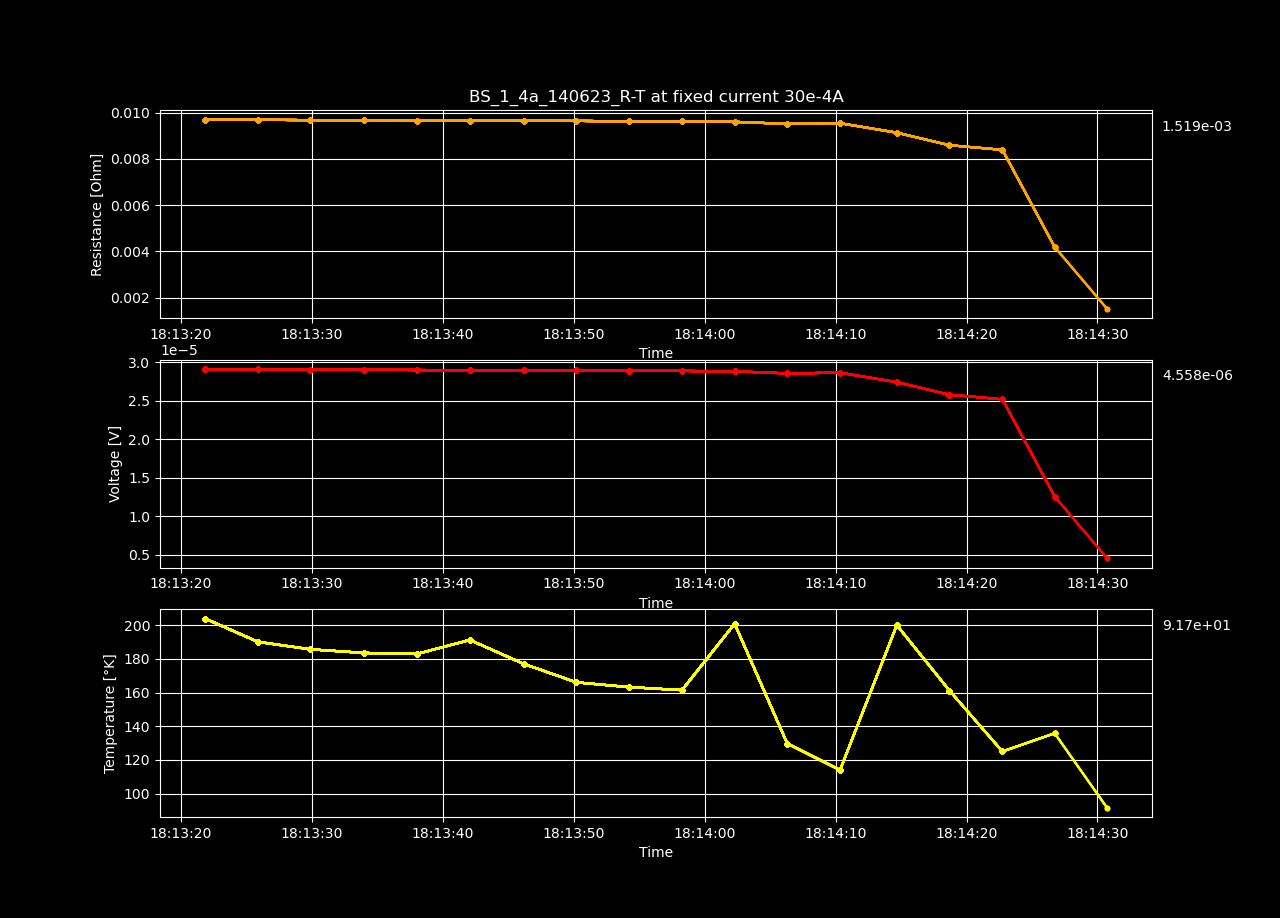 BS_1_4a_140623_R-T at fixed current 30e-4A
Resistance [Ohm]
0.010
0.008
0.006
0.004
0.002
1.519e-03
18:13:20 18:13:30 18:13:40 18:13:50 18:14:00 18:14:10 18:14:20 18:14:30
Time
1e−5
Voltage [V]
3.0
2.5
2.0
1.5
1.0
0.5
4.558e-06
18:13:20 18:13:30 18:13:40 18:13:50 18:14:00 18:14:10 18:14:20 18:14:30
Time
Temperature [°K]
200
180
160
140
120
100
9.17e+01
18:13:20 18:13:30 18:13:40 18:13:50 18:14:00 18:14:10 18:14:20 18:14:30
Time